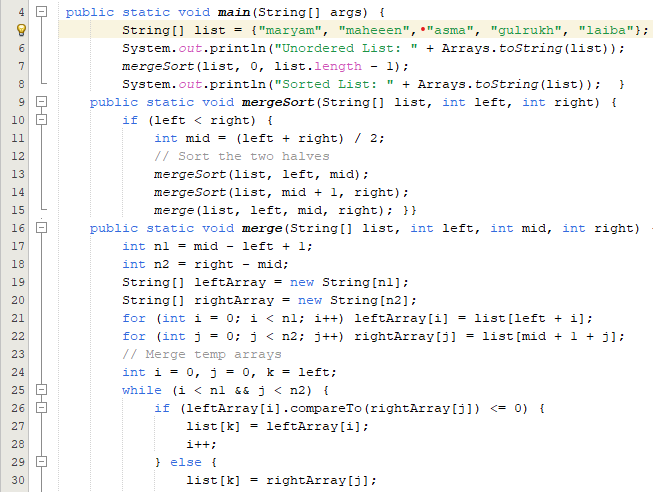 4 public static void main(String[] args) {
String[] list = {"maryam", "maheeen","asma", "gulrukh", "laiba"};
6 System.out.println("Unordered List: " + Arrays.toString(list));
7 mergeSort(list, 0, list.length - 1);
8 System.out.println("Sorted List: " + Arrays.toString(list)); }
9 public static void mergeSort(String[] list, int left, int right) {
10 if (left < right) {
11 int mid = (left + right) / 2;
12 // Sort the two halves
13 mergeSort(list, left, mid);
14 mergeSort(list, mid + 1, right);
15 merge(list, left, mid, right); }}
16 public static void merge(String[] list, int left, int mid, int right)
17 int n1 = mid - left + 1;
18 int n2 = right - mid;
19 String[] leftArray = new String[n1];
20 String[] rightArray = new String[n2];
21 for (int i = 0; i < n1; i++) leftArray[i] = list[left + i];
22 for (int j = 0; j < n2; j++) rightArray[j] = list[mid + 1 + j];
23 // Merge temp arrays
24 int i = 0, j = 0, k = left;
25 while (i < n1 && j < n2) {
26 if (leftArray[i].compareTo(rightArray[j]) <= 0) {
27 list[k] = leftArray[i];
28 i++;
29 } else {
30 list[k] = rightArray[j];